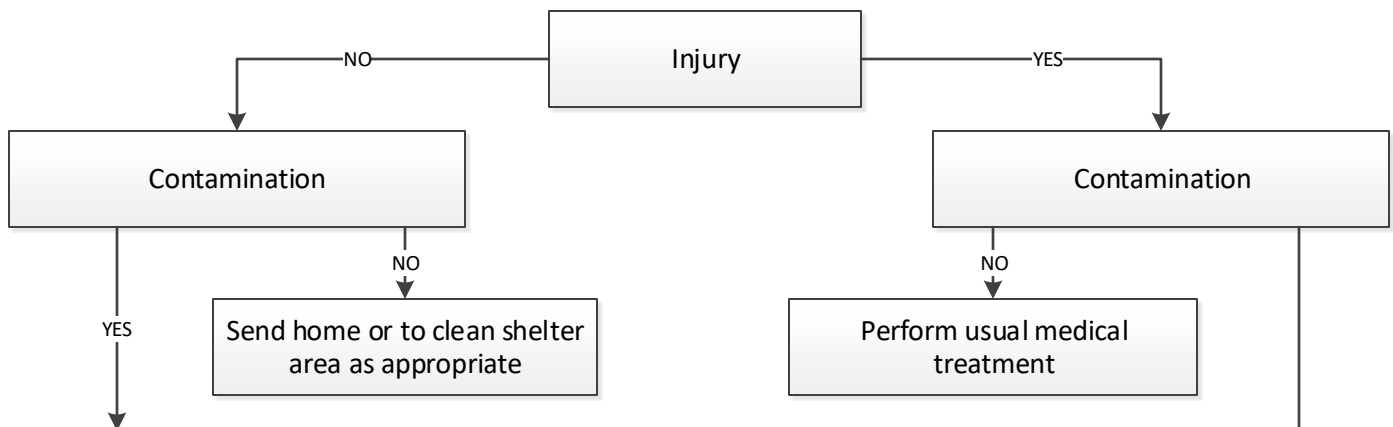 Injury
NO
YES
Contamination
Contamination
NO
NO
YES
Send home or to clean shelter
area as appropriate
Perform usual medical
treatment